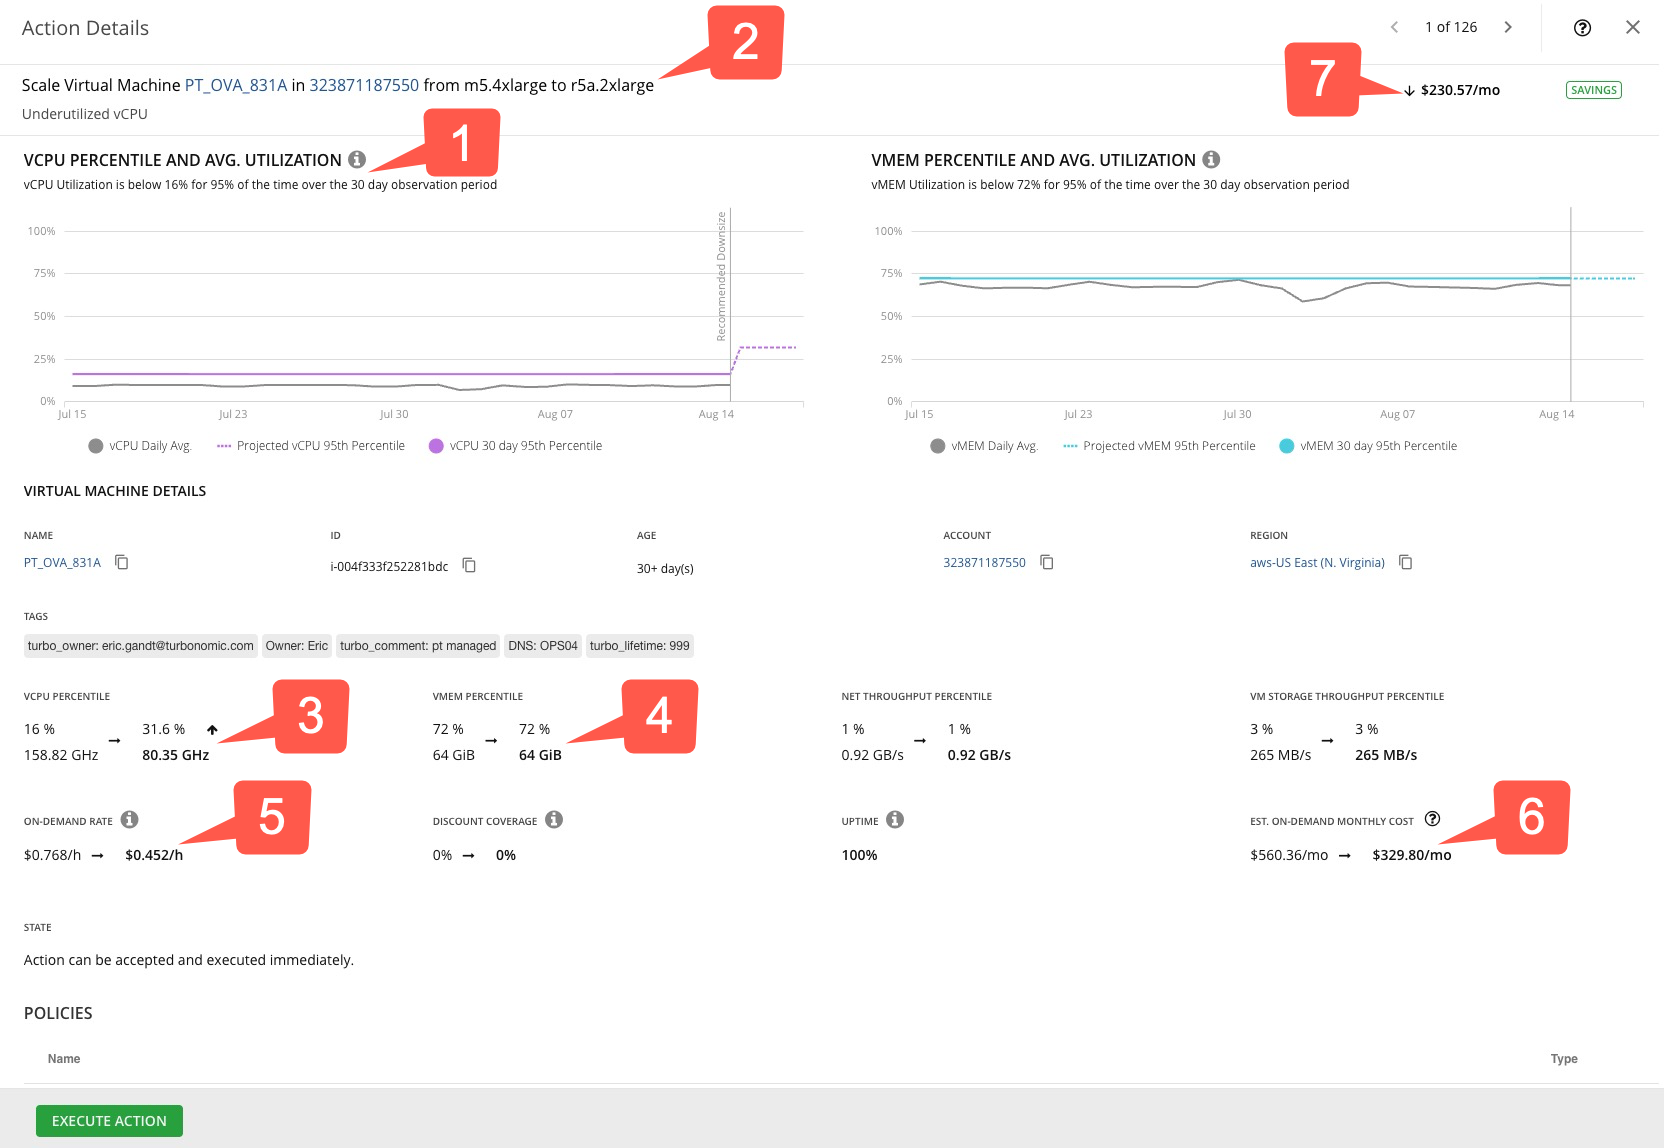 Action Details
1 of 126
2
Scale Virtual Machine PT_OVA_831A in 323871187550 from m5.4xlarge to r5a.2xlarge
7
$230.57/mo
SAVINGS
Underutilized vCPU
1
VCPU PERCENTILE AND AVG. UTILIZATION
vCPU Utilization is below 16% for 95% of the time over the 30 day observation period
100%
75%
50%
25%
0%
Recommended Downsize
Jul 15 Jul 23 Jul 30 Aug 07 Aug 14
vCPU Daily Avg. Projected vCPU 95th Percentile vCPU 30 day 95th Percentile
VMEM PERCENTILE AND AVG. UTILIZATION
vMEM Utilization is below 72% for 95% of the time over the 30 day observation period
100%
75%
50%
25%
0%
Jul 15 Jul 23 Jul 30 Aug 07 Aug 14
vMEM Daily Avg. Projected vMEM 95th Percentile vMEM 30 day 95th Percentile
VIRTUAL MACHINE DETAILS
NAME ID AGE ACCOUNT REGION
PT_OVA_831A i-004f333f252281bdc 30+ day(s) 323871187550 aws-US East (N. Virginia)
TAGS
turbo_owner: eric.gandt@turbonomic.com Owner: Eric turbo_comment: pt managed DNS: OPS04 turbo_lifetime: 999
VCPU PERCENTILE VMEM PERCENTILE NET THROUGHPUT PERCENTILE VM STORAGE THROUGHPUT PERCENTILE
3
4
16 % → 31.6 % 72 % → 72 % 1 % → 1 % 3 % → 3 %
158.82 GHz 80.35 GHz 64 GiB 64 GiB 0.92 GB/s 0.92 GB/s 265 MB/s 265 MB/s
5
6
ON-DEMAND RATE DISCOUNT COVERAGE UPTIME EST. ON-DEMAND MONTHLY COST
$0.768/h → $0.452/h 0% → 0% 100% $560.36/mo → $329.80/mo
STATE
Action can be accepted and executed immediately.
POLICIES
Name Type
EXECUTE ACTION